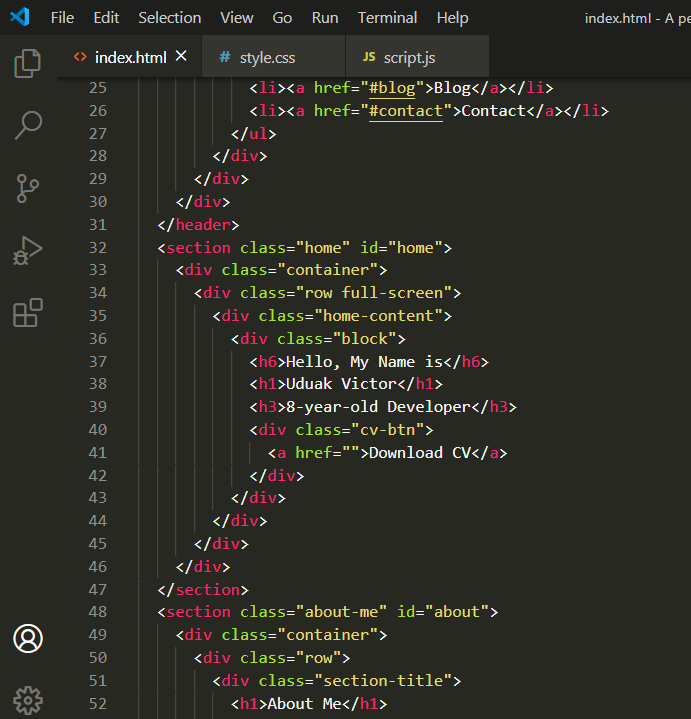 File Edit Selection View Go Run Terminal Help index.html - A pe
<> index.html × # style.css JS script.js
25 <li><a href="#blog">Blog</a></li>
26 <li><a href="#contact">Contact</a></li>
27 </ul>
28 </div>
29 </div>
30 </div>
31 </header>
32 <section class="home" id="home">
33 <div class="container">
34 <div class="row full-screen">
35 <div class="home-content">
36 <div class="block">
37 <h6>Hello, My Name is</h6>
38 <h1>Uduak Victor</h1>
39 <h3>8-year-old Developer</h3>
40 <div class="cv-btn">
41 <a href="">Download CV</a>
42 </div>
43 </div>
44 </div>
45 </div>
46 </div>
47 </section>
48 <section class="about-me" id="about">
49 <div class="container">
50 <div class="row">
51 <div class="section-title">
52 <h1>About Me</h1>